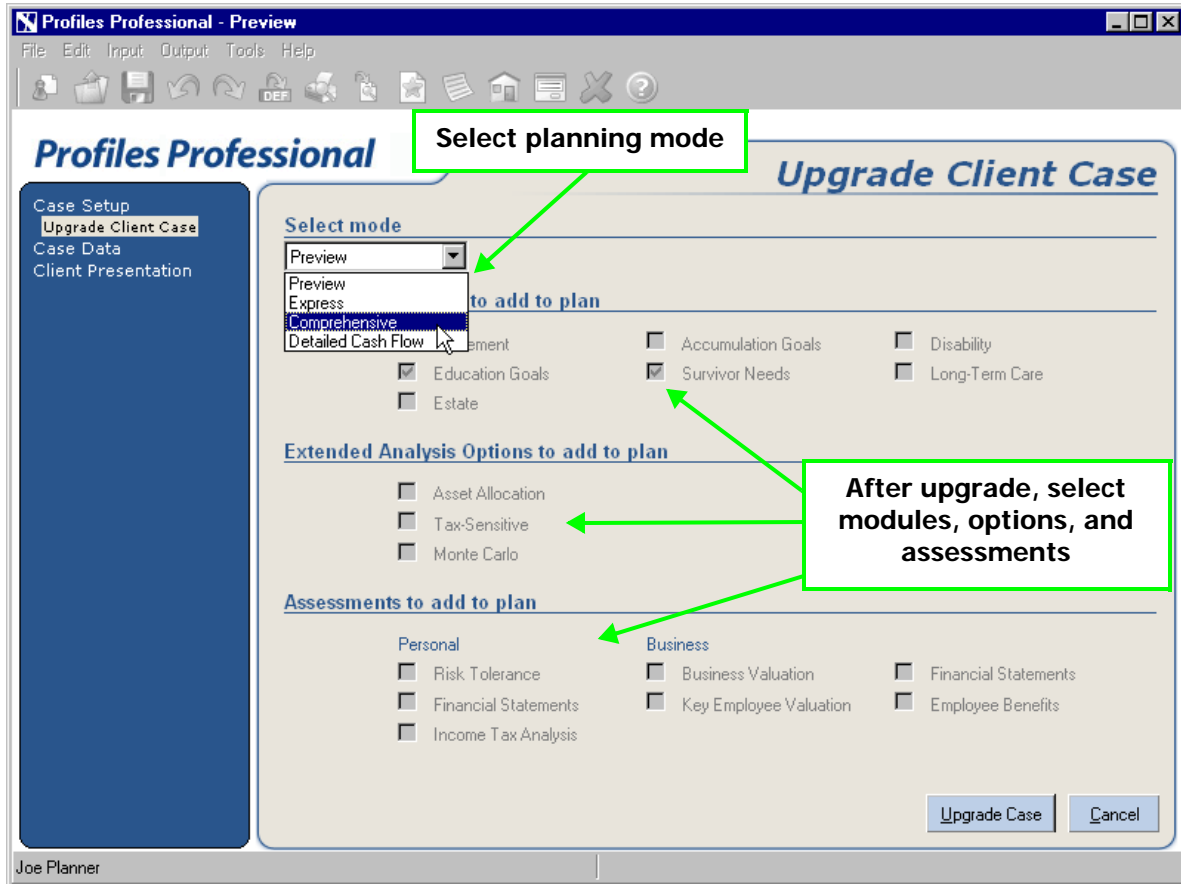 Profiles Professional - Preview
File Edit Input Output Tools Help
DEF
Select planning mode
Profiles Profe ssional
Upgrade Client Case
Case Setup
Upgrade Client Case
Case Data
Client Presentation
Select mode
Preview
Preview
Express
Comprehensive
Detailed Cash Flow
to add to plan
ement
Accumulation Goals
Disability
Education Goals
Survivor Needs
Long-Term Care
Estate
Extended Analysis Options to add to plan
Asset Allocation
Tax-Sensitive
Monte Carlo
After upgrade, select
modules, options, and
assessments
Assessments to add to plan
Personal
Business
Risk Tolerance
Business Valuation
Financial Statements
Financial Statements
Key Employee Valuation
Employee Benefits
Income Tax Analysis
Upgrade Case
Cancel
Joe Planner